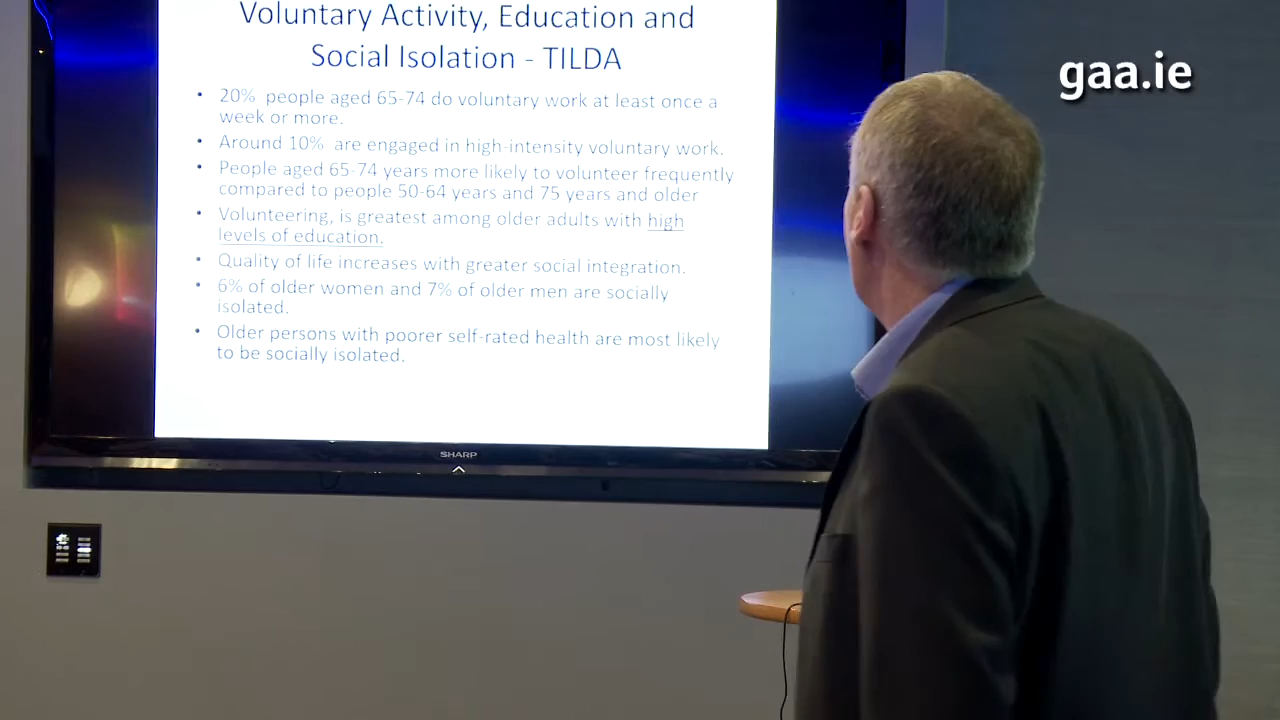 Voluntary Activity, Education and
Social Isolation - TILDA
gaa.ie
• 20% people aged 65-74 do voluntary work at least once a
week or more.
• Around 10% are engaged in high-intensity voluntary work.
• People aged 65-74 years more likely to volunteer frequently
compared to people 50-64 years and 75 years and older
• Volunteering, is greatest among older adults with high
levels of education.
• Quality of life increases with greater social integration.
• 6% of older women and 7% of older men are socially
isolated.
• Older persons with poorer self-rated health are most likely
to be socially isolated.
SHARP